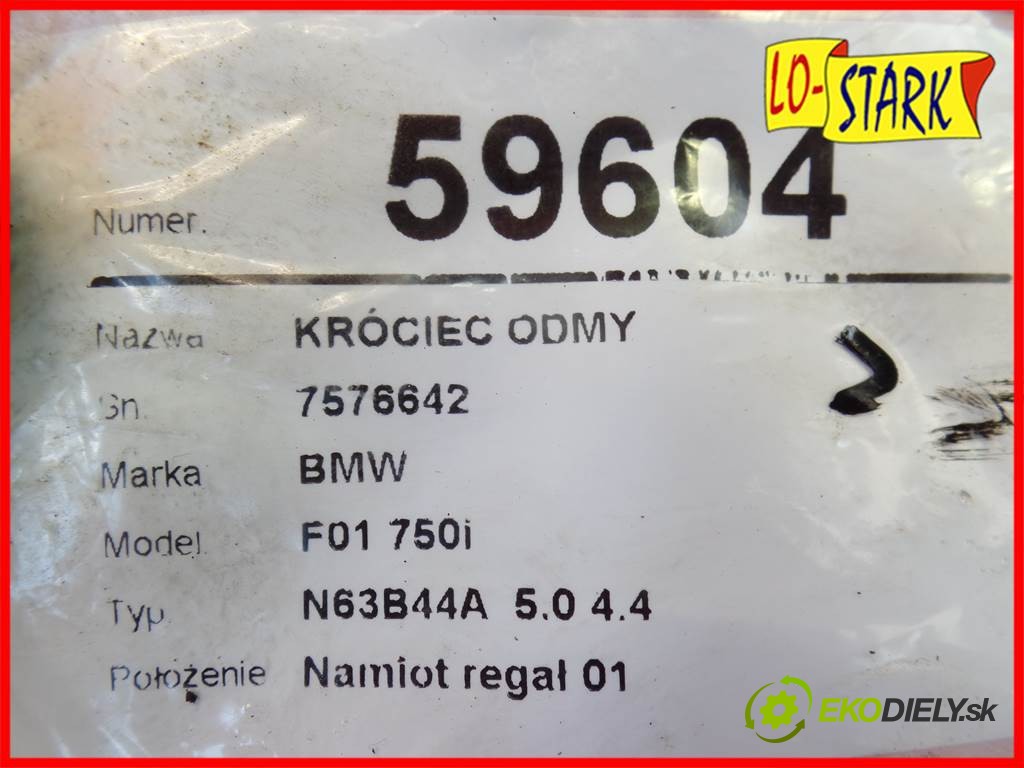 LO-STARK
Numer. 59604
Nazwa KRÓCIEC ODMY
Sn. 7576642
Marka BMW
Model F01 750i
Typ N63B44A 5.0 4.4
Położenie Namiot regał 01
EKODIELY.sk